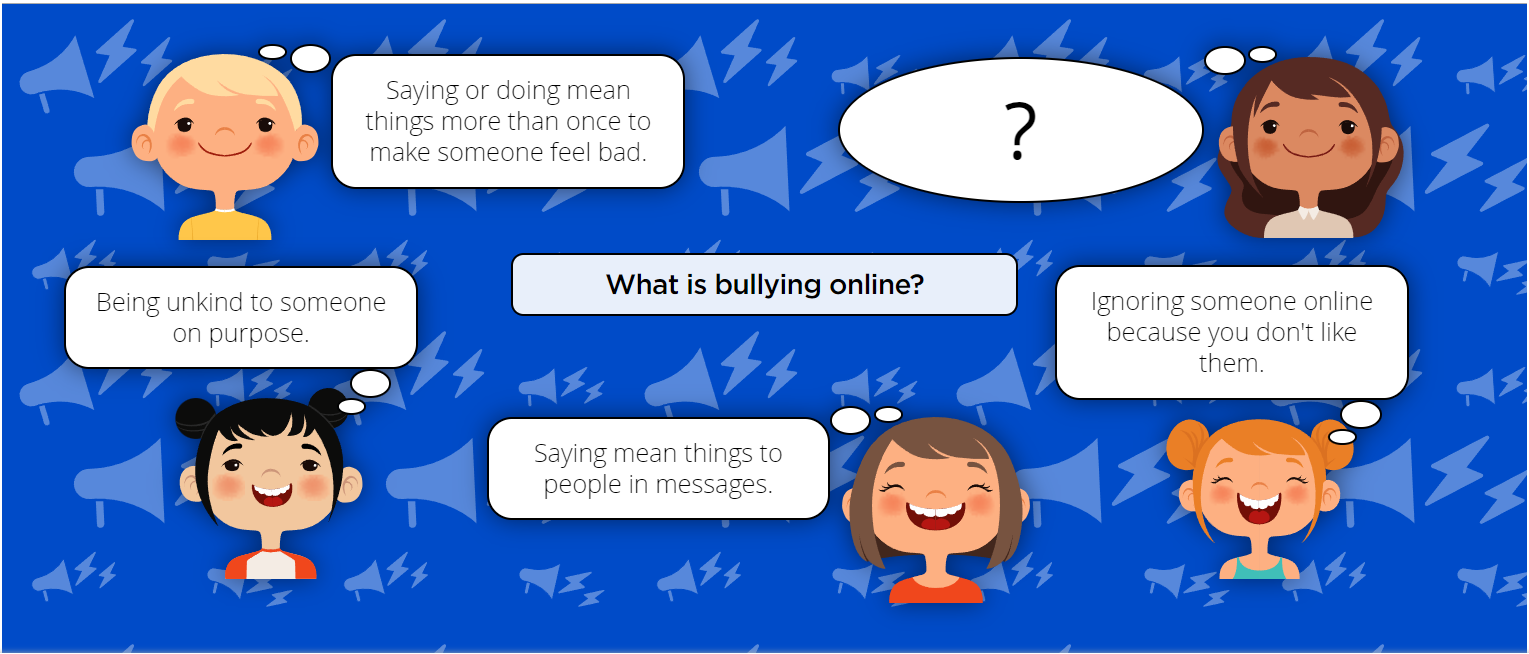 Saying or doing mean
things more than once to
make someone feel bad.
?
What is bullying online?
Being unkind to someone
on purpose.
Ignoring someone online
because you don't like
them.
Saying mean things to
people in messages.